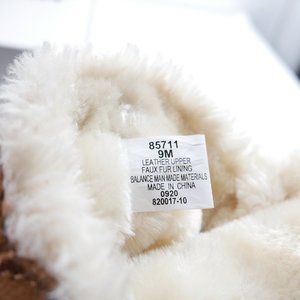 85711
9M
LEATHER UPPER
FAUX FUR LINING
BALANCE MAN MADE MATERIALS
MADE IN CHINA
0920
820017-10